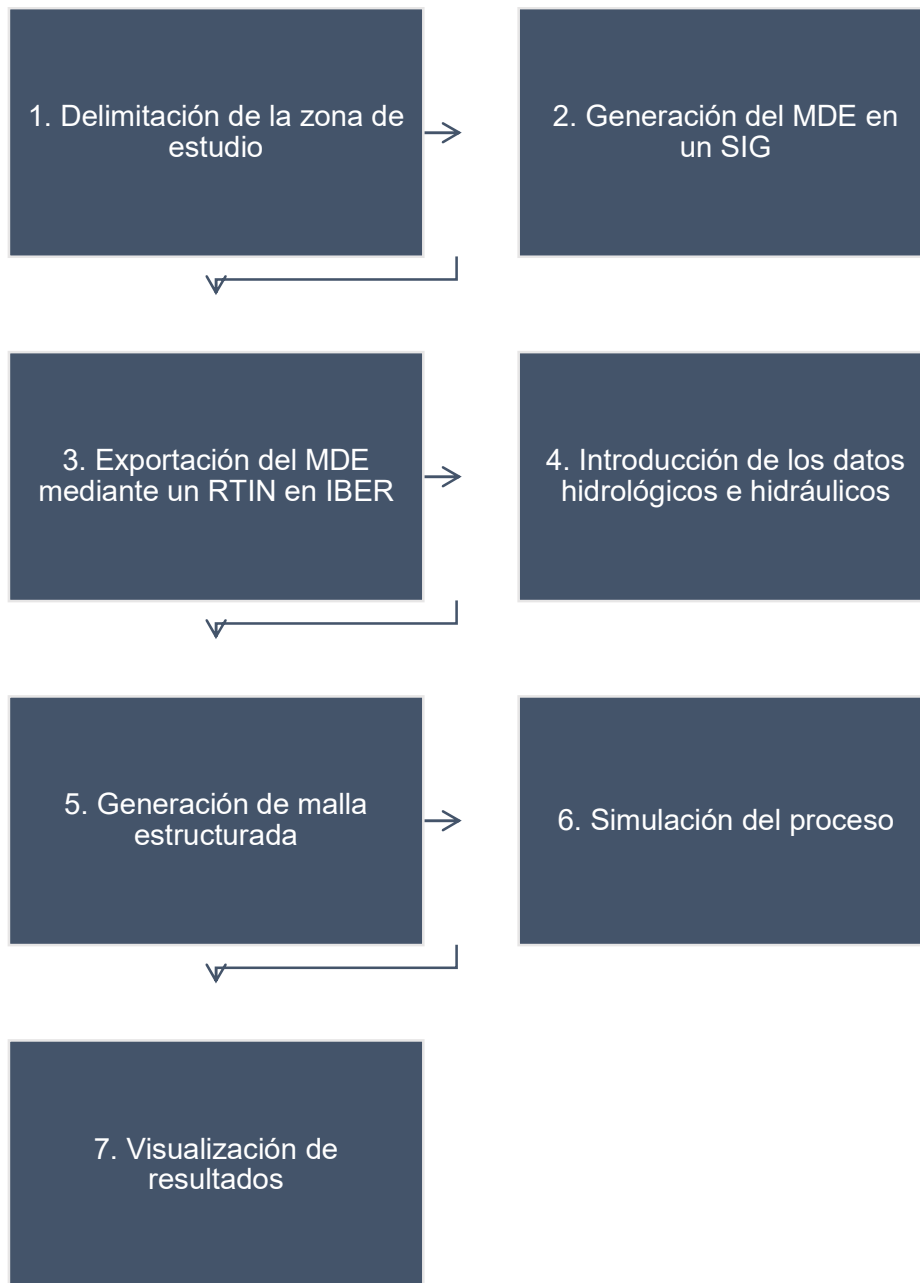 1. Delimitación de la zona de
estudio
2. Generación del MDE en
un SIG
3. Exportación del MDE
mediante un RTIN en IBER
4. Introducción de los datos
hidrológicos e hidráulicos
5. Generación de malla
estructurada
6. Simulación del proceso
7. Visualización de
resultados